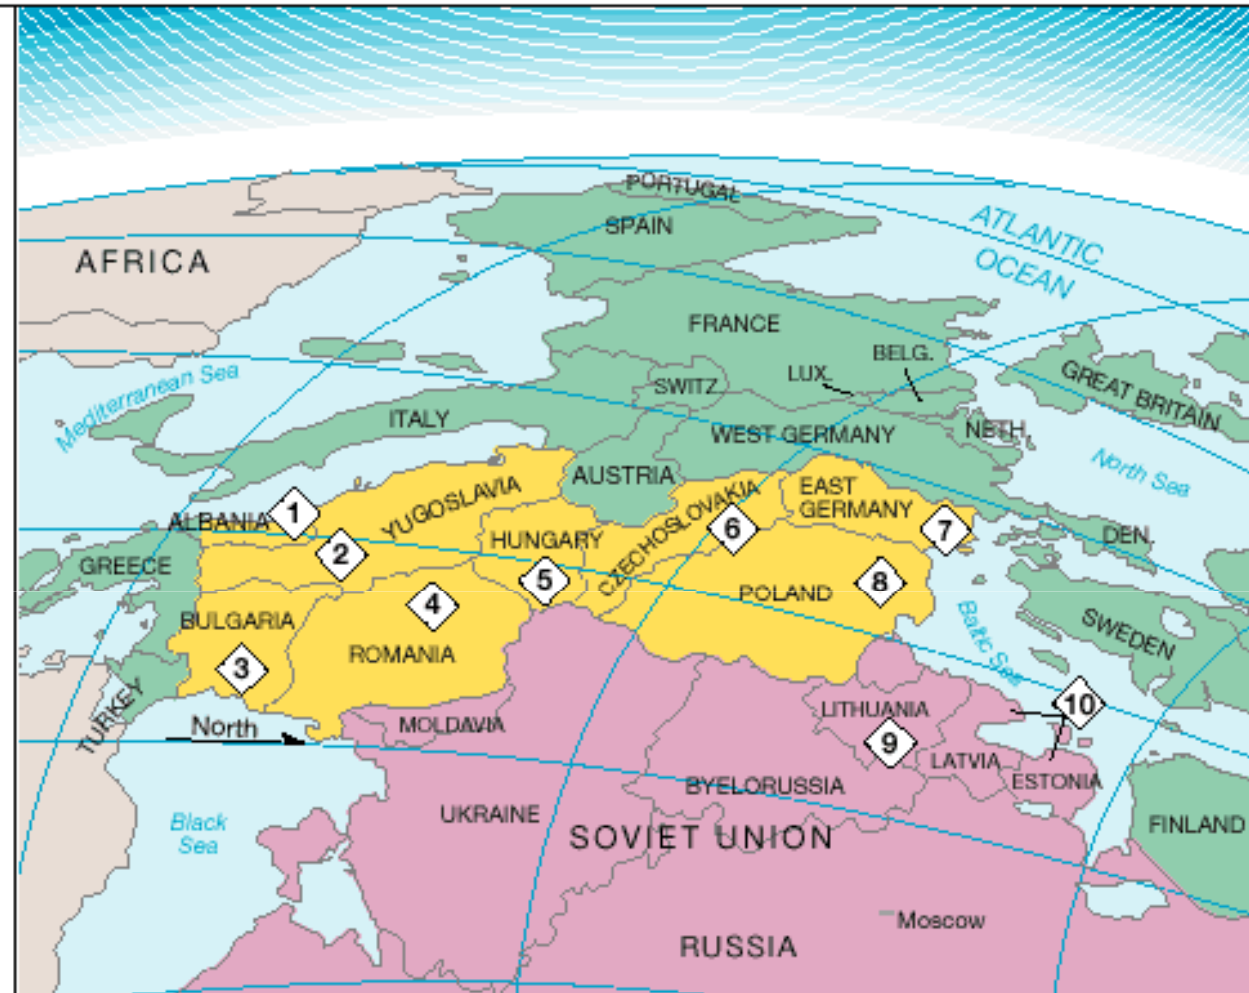 PORTUGAL
SPAIN
ATLANTIC
OCEAN
AFRICA
FRANCE
BELG.
LUX.
SWITZ
GREAT BRITAIN
Mediterranean Sea
ITALY
WEST GERMANY
NETH.
North Sea
AUSTRIA
YUGOSLAVIA
CZECHOSLOVAKIA
EAST
GERMANY
ALBANIA
1
2
HUNGARY
6
7
DEN.
GREECE
5
8
POLAND
4
BULGARIA
3
ROMANIA
Baltic Sea
SWEDEN
TURKEY
North
MOLDAVIA
LITHUANIA
10
9
LATVIA
ESTONIA
BYELORUSSIA
UKRAINE
Black
Sea
SOVIET UNION
FINLAND
Moscow
RUSSIA